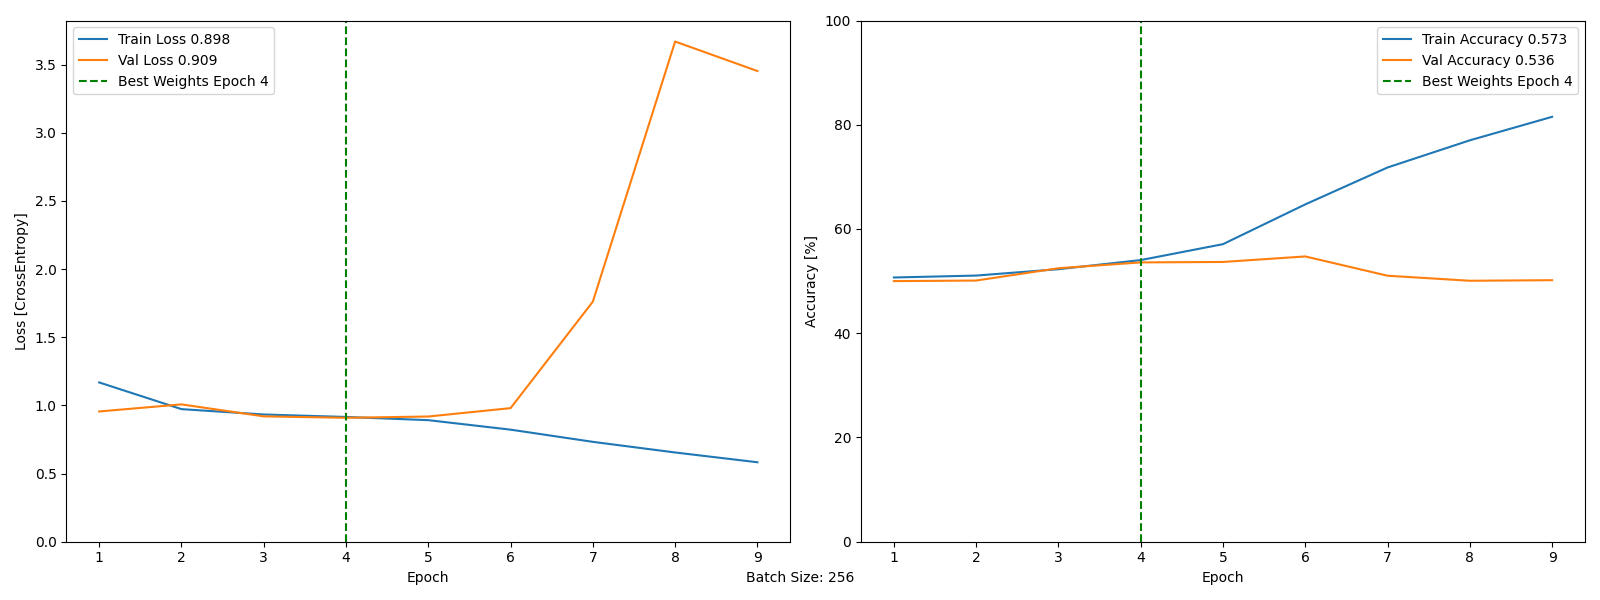 Train Loss 0.898
Val Loss 0.909
Best Weights Epoch 4
Loss [CrossEntropy]
3.5
3.0
2.5
2.0
1.5
1.0
0.5
0.0
1 2 3 4 5 6 7 8 9
Epoch
Train Accuracy 0.573
Val Accuracy 0.536
Best Weights Epoch 4
Accuracy [%]
100
80
60
40
20
0
1 2 3 4 5 6 7 8 9
Epoch
Batch Size: 256